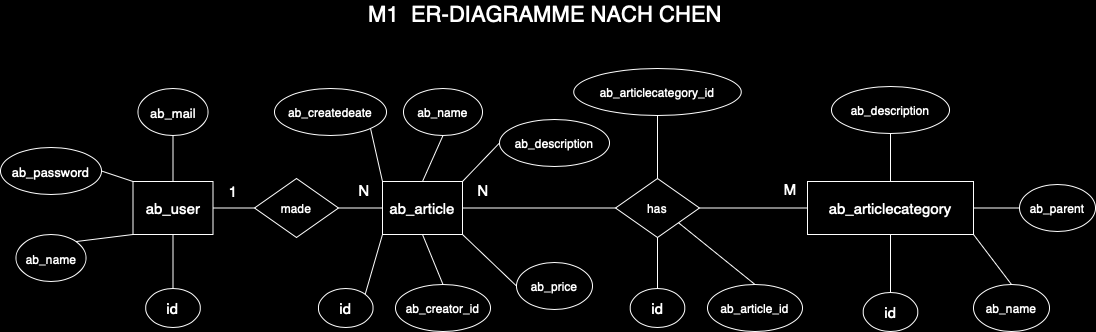 M1 ER-DIAGRAMME NACH CHEN
ab_articlecategory_id
ab_mail
ab_createdeate
ab_name
ab_description
ab_description
ab_password
1
N
N
M
ab_user
made
ab_article
has
ab_articlecategory
ab_parent
ab_name
ab_price
id
id
ab_creator_id
id
ab_article_id
id
ab_name